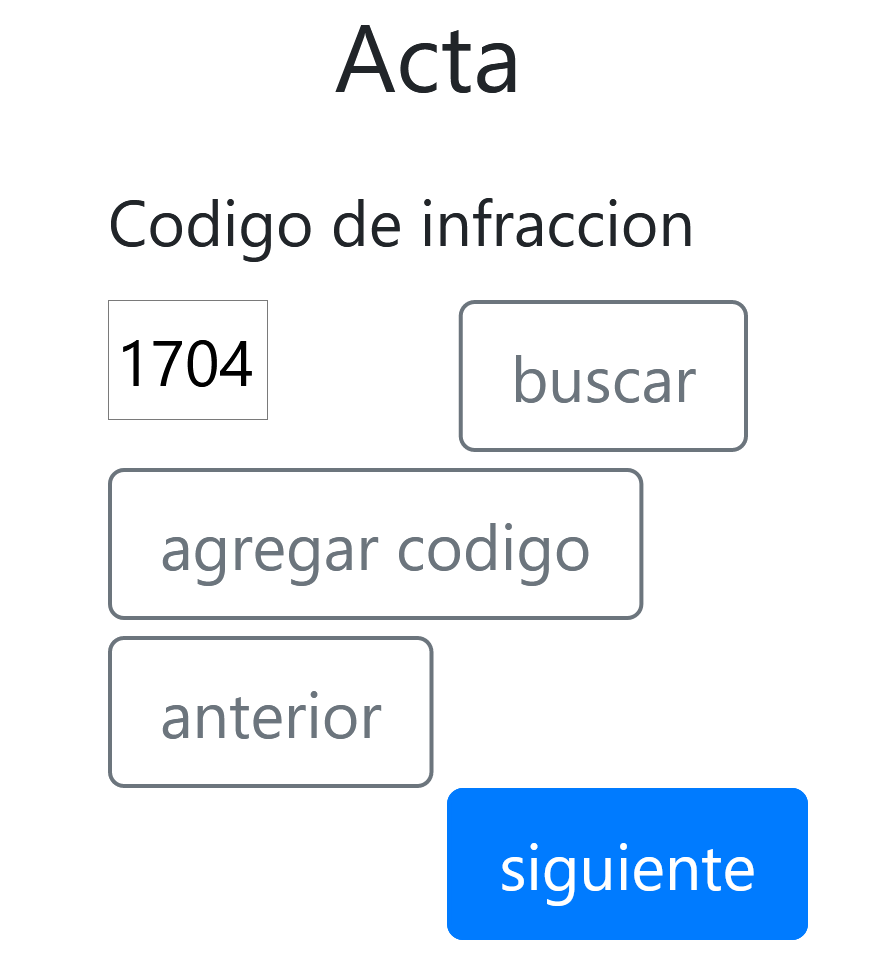 Acta
Codigo de infraccion
1704
buscar
agregar codigo
anterior
siguiente